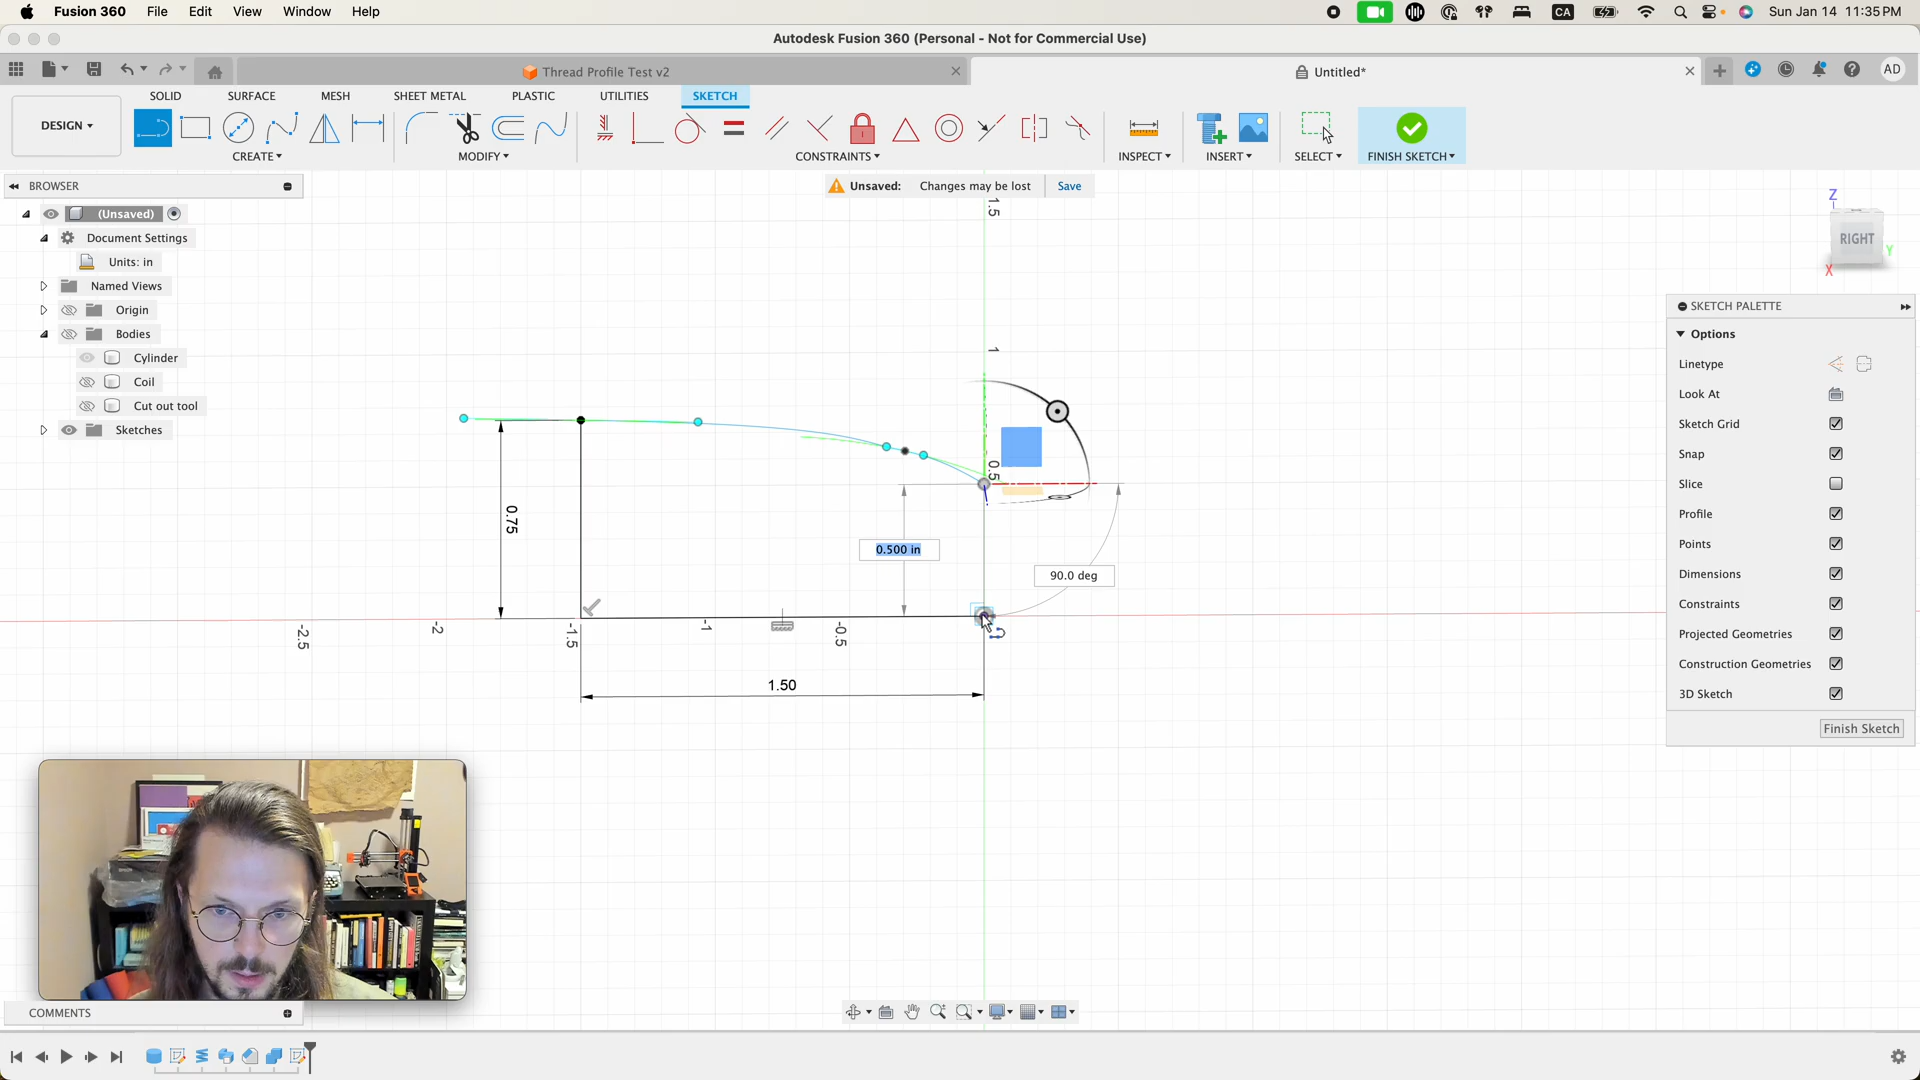 Fusion 360 File Edit View Window Help CA Sun Jan 14 11:35 PM
Autodesk Fusion 360 (Personal - Not for Commercial Use)
Thread Profile Test v2 Untitled* AD
SOLID SURFACE MESH SHEET METAL PLASTIC UTILITIES SKETCH
DESIGN
CREATE MODIFY CONSTRAINTS INSPECT INSERT SELECT FINISH SKETCH
BROWSER
Unsaved: Changes may be lost Save
(Unsaved)
Document Settings
Units: in
Named Views
Origin
Bodies
Cylinder
Coil
Cut out tool
Sketches
1.5
1
0.5
0.75
0.500 in
90.0 deg
-2.5
-2
-1.5
-1
-0.5
1.50
Z
RIGHT
Y
X
SKETCH PALETTE
Options
Linetype
Look At
Sketch Grid
Snap
Slice
Profile
Points
Dimensions
Constraints
Projected Geometries
Construction Geometries
3D Sketch
Finish Sketch
COMMENTS